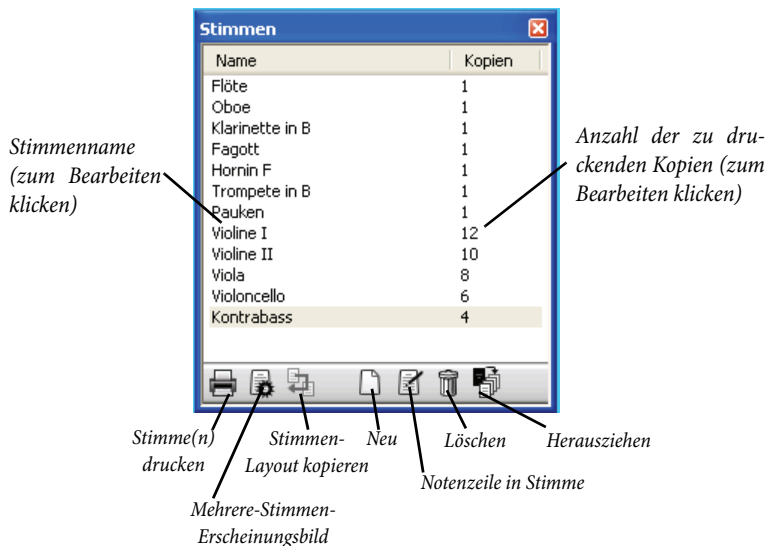 Stimmen
Name Kopien
Flöte 1
Oboe 1
Klarinette in B 1
Fagott 1
Hornin F 1
Trompete in B 1
Pauken 1
Violine I 12
Violine II 10
Viola 8
Violoncello 6
Kontrabass 4
Stimmenname
(zum Bearbeiten
klicken)
Anzahl der zu dru-
ckenden Kopien (zum
Bearbeiten klicken)
Stimme(n)
drucken
Mehrere-Stimmen-
Erscheinungsbild
Stimmen-
Layout kopieren
Neu
Notenzeile in Stimme
Löschen
Herausziehen